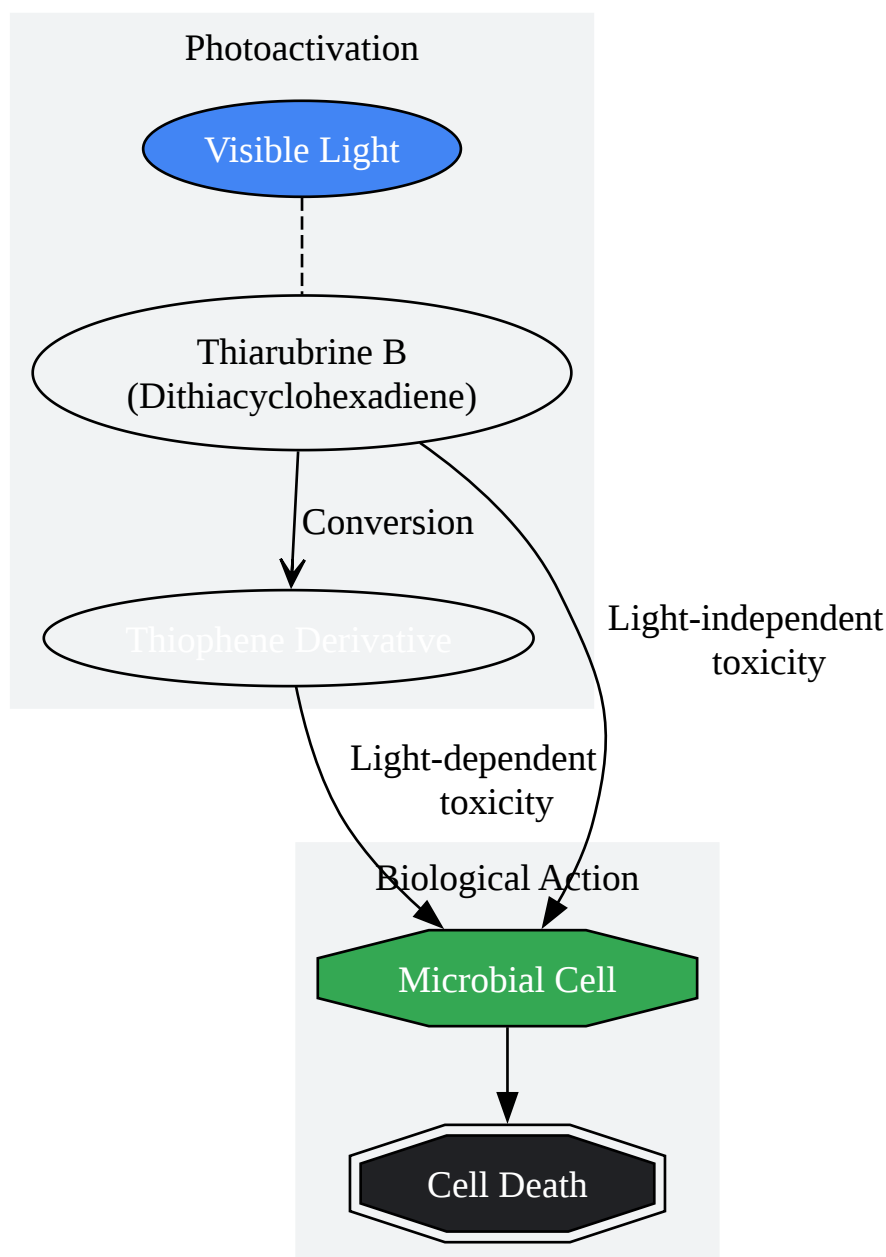 Photoactivation
Visible Light
Thiarubrine B
(Dithiacyclohexadiene)
Conversion
Thiophene Derivative
Light-independent
toxicity
Light-dependent
toxicity
Biological Action
Microbial Cell
Cell Death